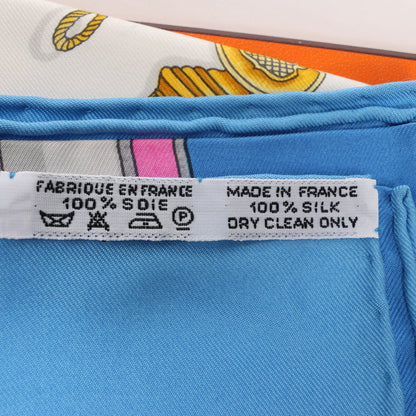 FABRIQUE EN FRANCE
100% SOIE
P
MADE IN FRANCE
100% SILK
DRY CLEAN ONLY